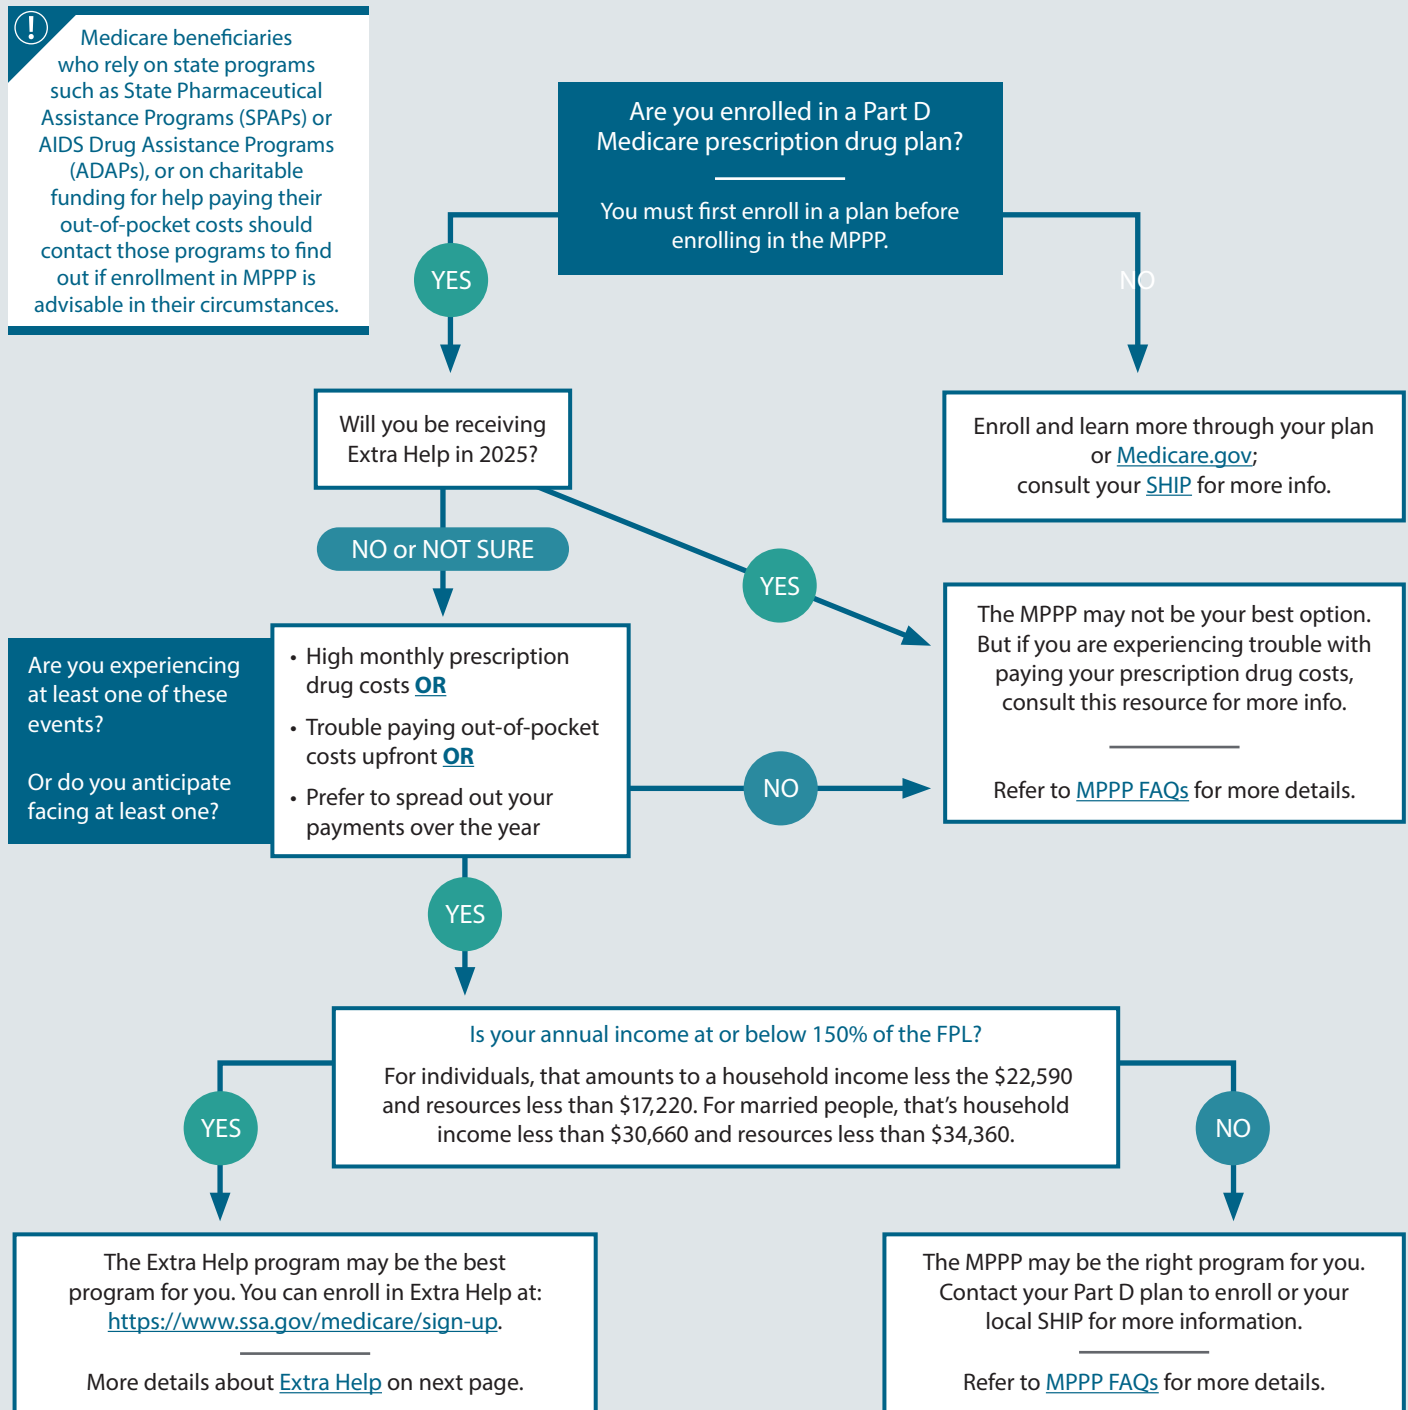 !
Medicare beneficiaries
who rely on state programs
such as State Pharmaceutical
Assistance Programs (SPAPs) or
AIDS Drug Assistance Programs
(ADAPs), or on charitable
funding for help paying their
out-of-pocket costs should
contact those programs to find
out if enrollment in MPPP is
advisable in their circumstances.
Are you enrolled in a Part D
Medicare prescription drug plan?
You must first enroll in a plan before
enrolling in the MPPP.
YES
NO
Will you be receiving
Extra Help in 2025?
Enroll and learn more through your plan
or Medicare.gov;
consult your SHIP for more info.
NO or NOT SURE
YES
The MPPP may not be your best option.
But if you are experiencing trouble with
paying your prescription drug costs,
consult this resource for more info.
Refer to MPPP FAQs for more details.
Are you experiencing
at least one of these
events?
Or do you anticipate
facing at least one?
• High monthly prescription
drug costs OR
• Trouble paying out-of-pocket
costs upfront OR
• Prefer to spread out your
payments over the year
NO
YES
Is your annual income at or below 150% of the FPL?
For individuals, that amounts to a household income less the $22,590
and resources less than $17,220. For married people, that's household
income less than $30,660 and resources less than $34,360.
YES
NO
The Extra Help program may be the best
program for you. You can enroll in Extra Help at:
https://www.ssa.gov/medicare/sign-up.
More details about Extra Help on next page.
The MPPP may be the right program for you.
Contact your Part D plan to enroll or your
local SHIP for more information.
Refer to MPPP FAQs for more details.